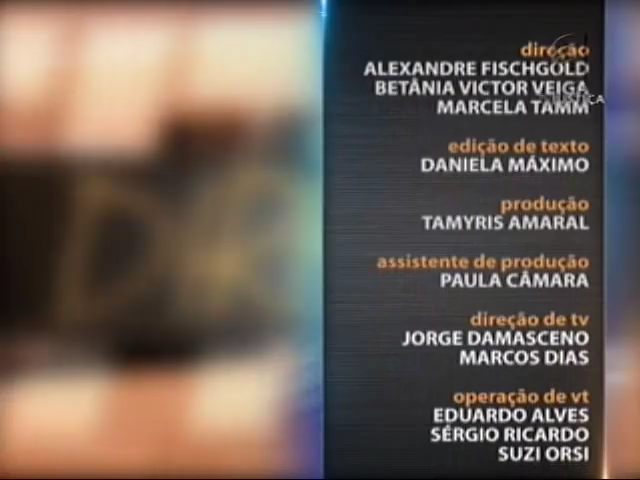 direção
ALEXANDRE FISCHGOLD
BETÂNIA VICTOR VEIGA
MARCELA TAMM
edição de texto
DANIELA MÁXIMO
produção
TAMYRIS AMARAL
assistente de produção
PAULA CÂMARA
direção de tv
JORGE DAMASCENO
MARCOS DIAS
operação de vt
EDUARDO ALVES
SÉRGIO RICARDO
SUZI ORSI